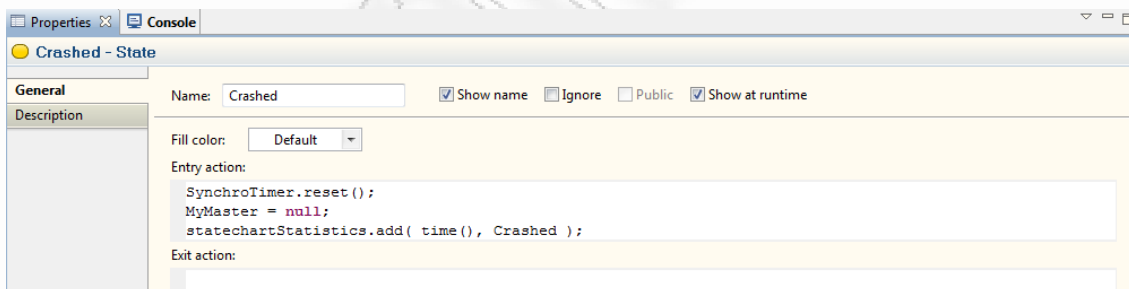 Properties Console
Crashed - State
General
Description
Name: Crashed Show name Ignore Public Show at runtime
Fill color: Default
Entry action:
SynchroTimer.reset();
MyMaster = null;
statechartStatistics.add( time(), Crashed );
Exit action: